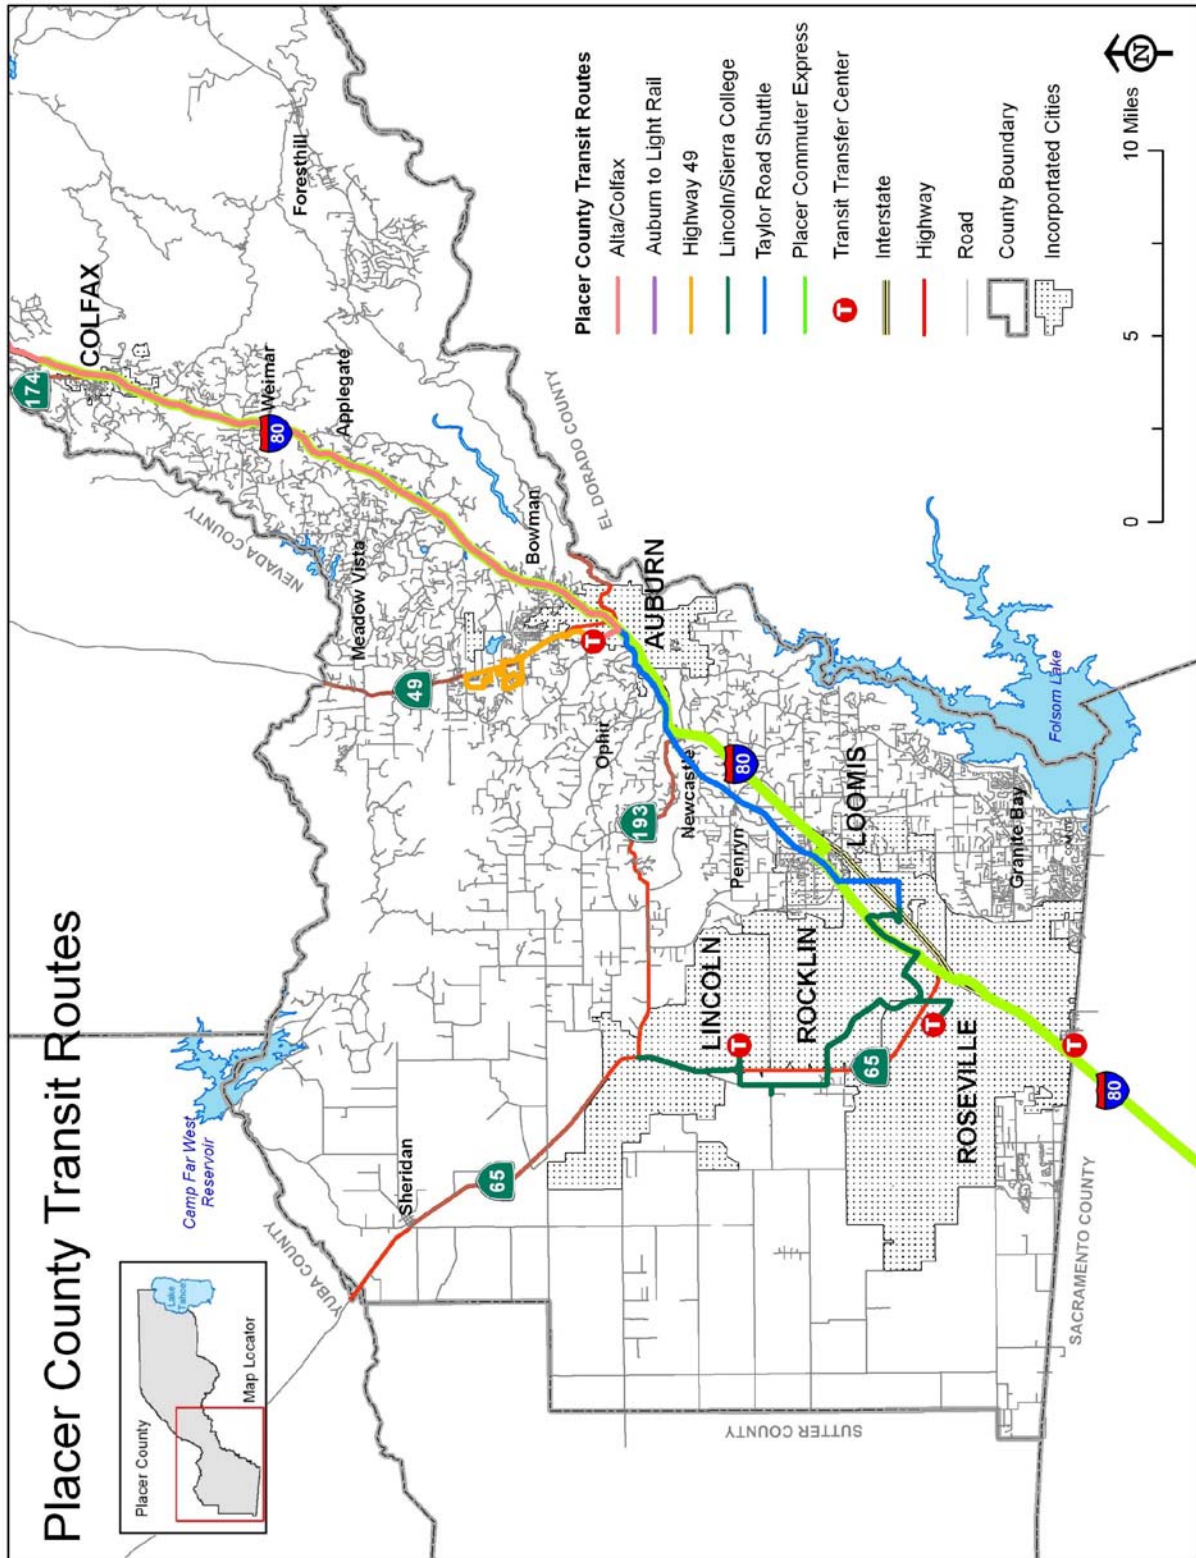 Placer County Transit Routes
Placer County
Lake
Tahoe
Map Locator
Camp Far West
Reservoir
YUBA COUNTY
NEVADA COUNTY
EL DORADO COUNTY
SUTTER COUNTY
SACRAMENTO COUNTY
174
COLFAX
Foresthill
80
Weimar
Applegate
Meadow Vista
Bowman
49
AUBURN
T
Ophir
Sheridan
65
193
Newcastle
80
Penryn
LINCOLN
T
LOOMIS
ROCKLIN
65
T
ROSEVILLE
Granite Bay
Folsom Lake
T
80
Placer County Transit Routes
Alta/Colfax
Auburn to Light Rail
Highway 49
Lincoln/Sierra College
Taylor Road Shuttle
Placer Commuter Express
T
Transit Transfer Center
Interstate
Highway
Road
County Boundary
Incorportated Cities
0 5 10 Miles
N